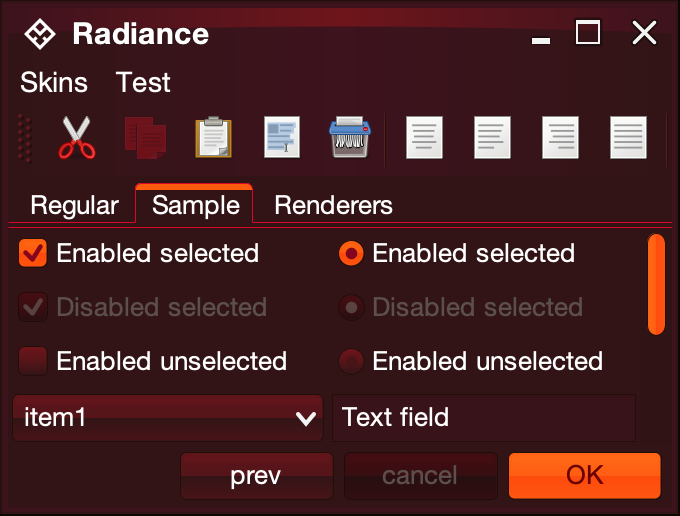 Radiance
Skins Test
Regular Sample Renderers
Enabled selected Enabled selected
Disabled selected Disabled selected
Enabled unselected Enabled unselected
item1 Text field
prev cancel OK